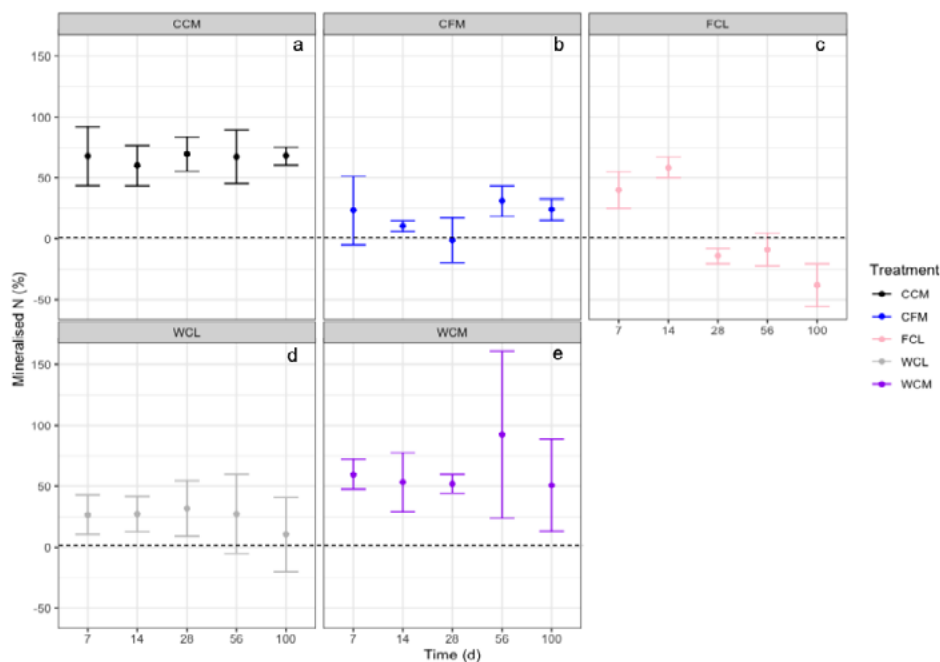 CCM
CFM
FCL
a
b
c
150
100
50
0
-50
7
14
28
56
100
WCL
WCM
d
e
150
100
50
0
-50
7
14
28
56
100
7
14
28
56
100
Time (d)
Mineralised N (%)
Treatment
CCM
CFM
FCL
WCL
WCM